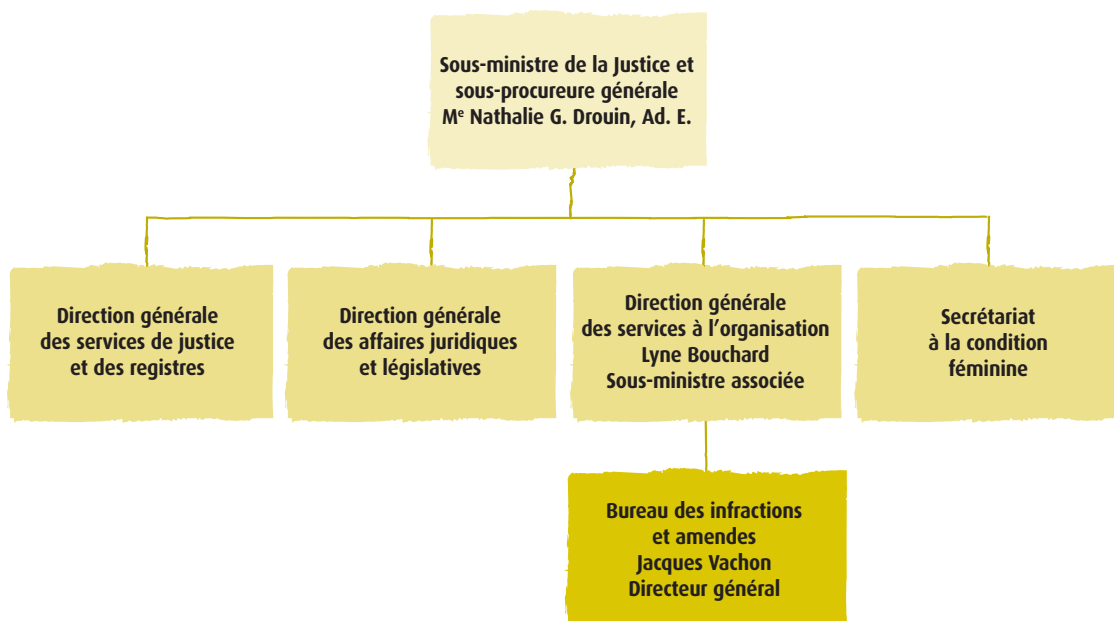 Sous-ministre de la Justice et
sous-procureure générale
Me Nathalie G. Drouin, Ad. E.
Direction générale
des services de justice
et des registres
Direction générale
des affaires juridiques
et législatives
Direction générale
des services à l’organisation
Lyne Bouchard
Sous-ministre associée
Secrétariat
à la condition
féminine
Bureau des infractions
et amendes
Jacques Vachon
Directeur général